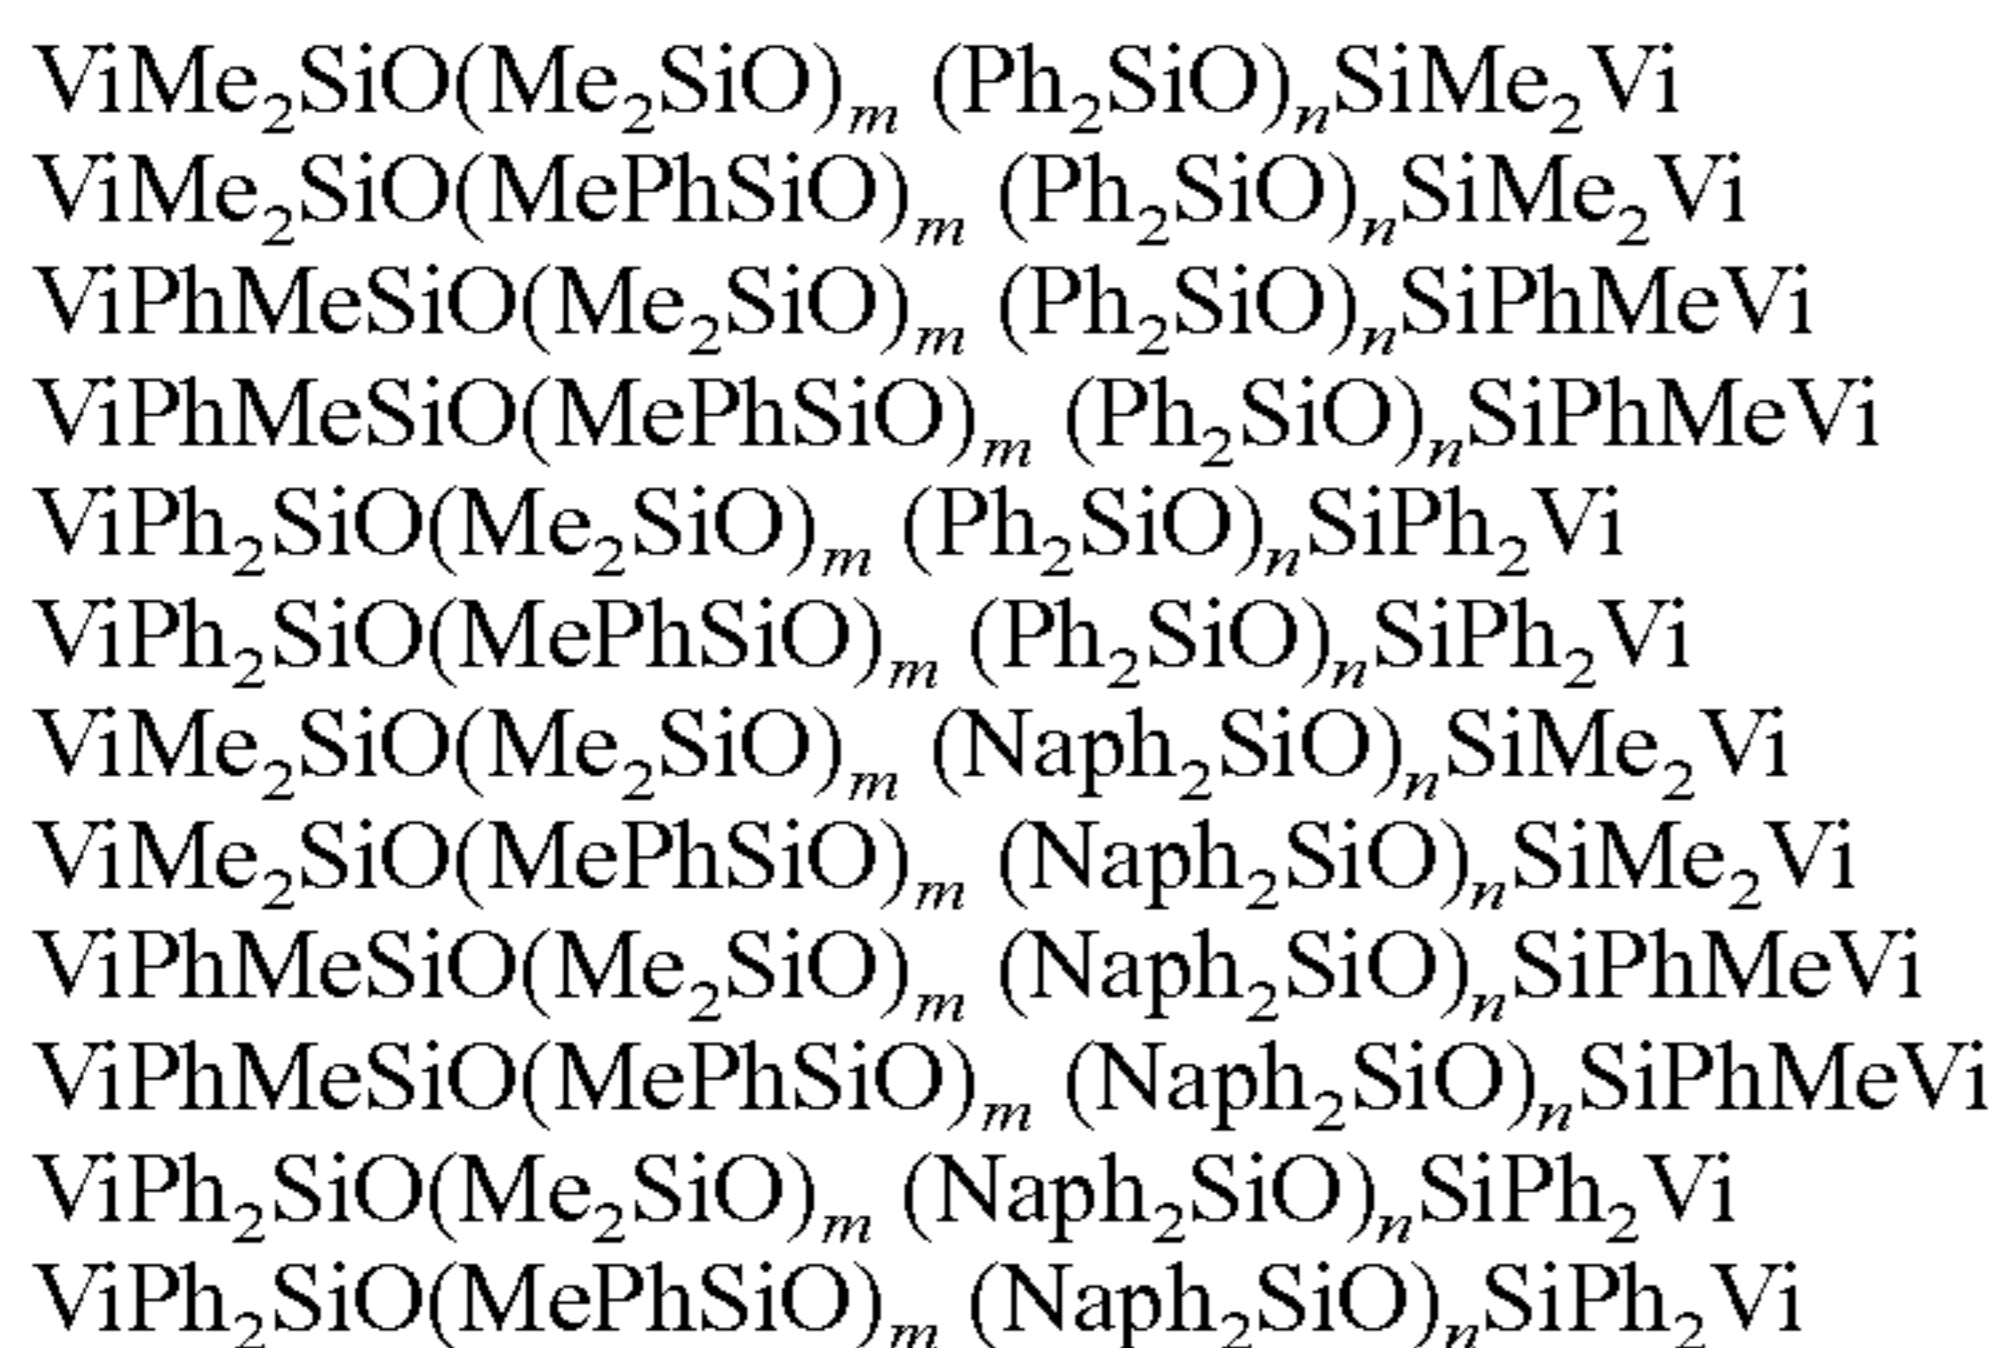 ViMe₂SiO(Me₂SiO)ₘ (Ph₂SiO)ₙSiMe₂Vi
ViMe₂SiO(MePhSiO)ₘ (Ph₂SiO)ₙSiMe₂Vi
ViPhMeSiO(Me₂SiO)ₘ (Ph₂SiO)ₙSiPhMeVi
ViPhMeSiO(MePhSiO)ₘ (Ph₂SiO)ₙSiPhMeVi
ViPh₂SiO(Me₂SiO)ₘ (Ph₂SiO)ₙSiPh₂Vi
ViPh₂SiO(MePhSiO)ₘ (Ph₂SiO)ₙSiPh₂Vi
ViMe₂SiO(Me₂SiO)ₘ (Naph₂SiO)ₙSiMe₂Vi
ViMe₂SiO(MePhSiO)ₘ (Naph₂SiO)ₙSiMe₂Vi
ViPhMeSiO(Me₂SiO)ₘ (Naph₂SiO)ₙSiPhMeVi
ViPhMeSiO(MePhSiO)ₘ (Naph₂SiO)ₙSiPhMeVi
ViPh₂SiO(Me₂SiO)ₘ (Naph₂SiO)ₙSiPh₂Vi
ViPh₂SiO(MePhSiO)ₘ (Naph₂SiO)ₙSiPh₂Vi